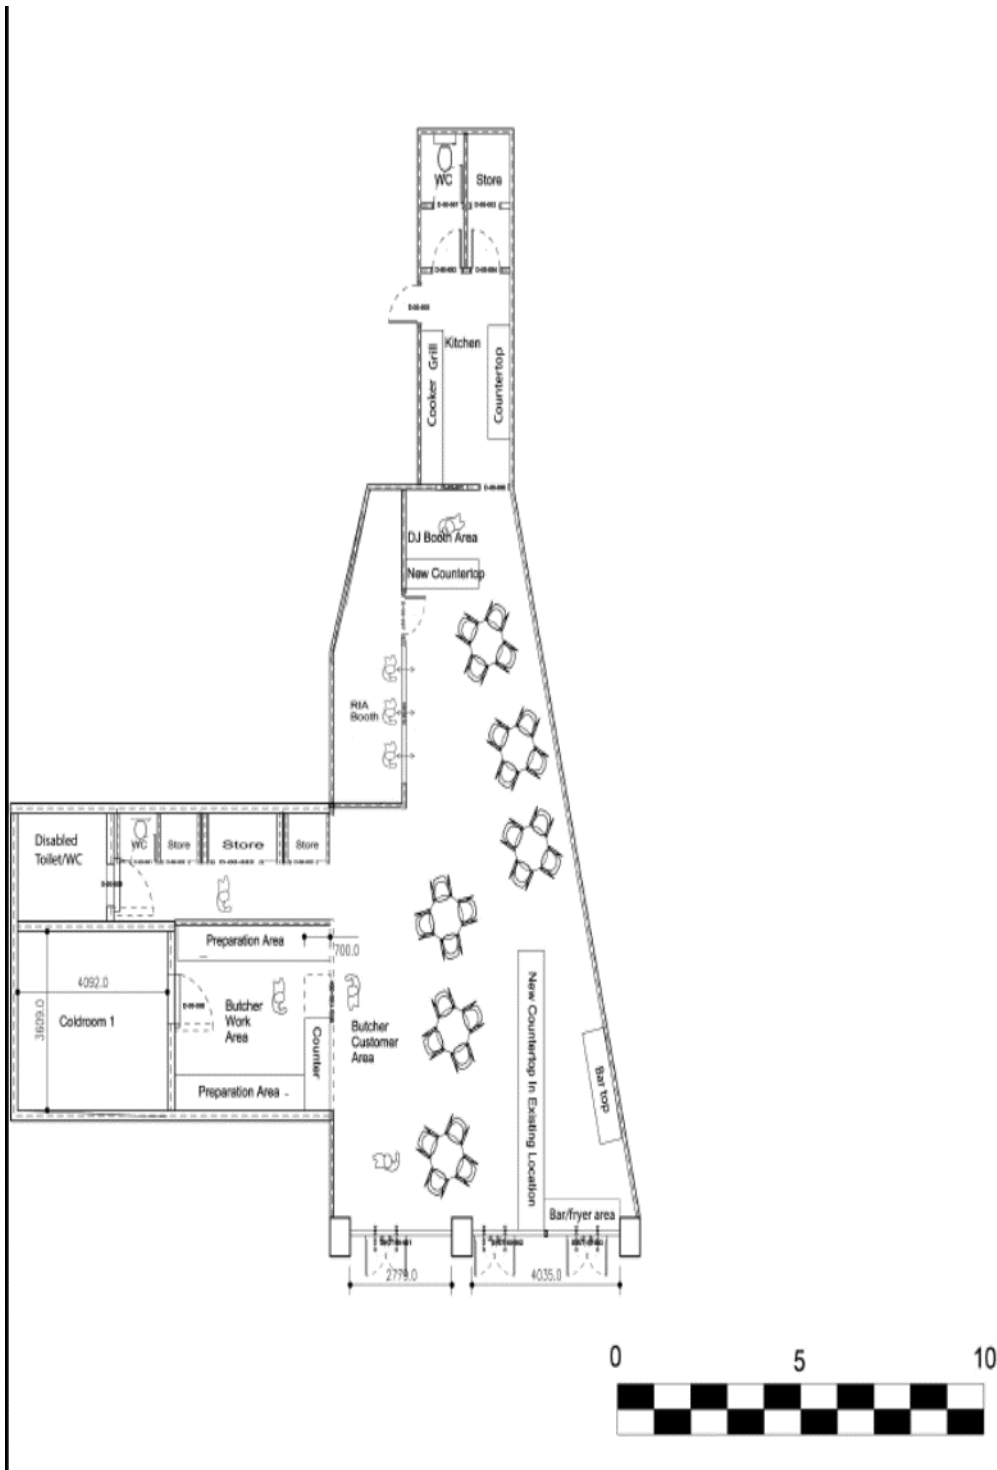 WC
Store
Kitchen
Cooker Grill
Countertop
DJ Booth Area
New Countertop
RIA
Booth
Disabled
Toilet/WC
WC
Store
Store
Store
Preparation Area
700.0
4092.0
3609.0
Coldroom 1
Butcher
Work
Area
Butcher
Customer
Area
Counter
Preparation Area
New Countertop In Existing Location
Bar top
Bar/fryer area
2779.0
4035.0
0
5
10